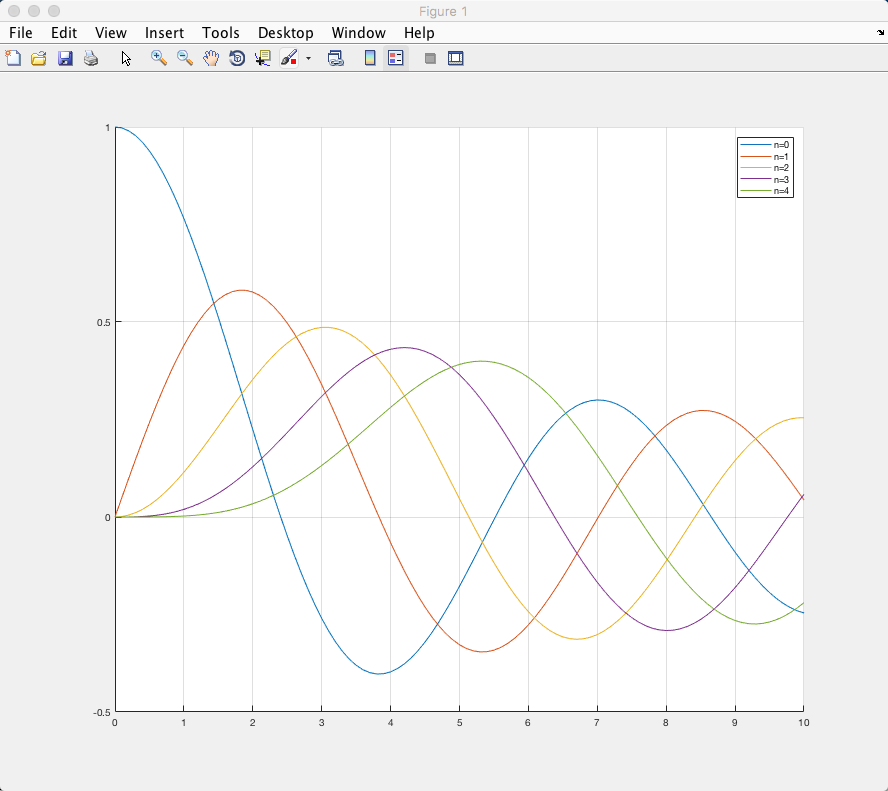 Figure 1
File Edit View Insert Tools Desktop Window Help
1
0.5
0
-0.5
0 1 2 3 4 5 6 7 8 9 10
n=0
n=1
n=2
n=3
n=4